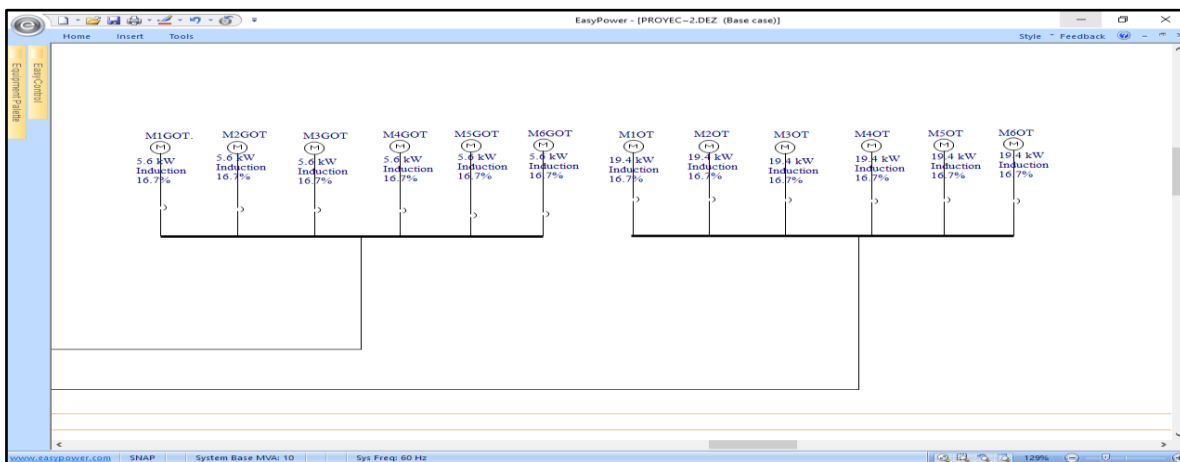 EasyPower - [PROYEC~2.DEZ (Base case)]
Home Insert Tools Style Feedback
Equipment Palette
EasyControl
M1GOT.
5.6 kW
Induction
16.7%
M2GOT
5.6 kW
Induction
16.7%
M3GOT
5.6 kW
Induction
16.7%
M4GOT
5.6 kW
Induction
16.7%
M5GOT
5.6 kW
Induction
16.7%
M6GOT
5.6 kW
Induction
16.7%
M1OT
19.4 kW
Induction
16.7%
M2OT
19.4 kW
Induction
16.7%
M3OT
19.4 kW
Induction
16.7%
M4OT
19.4 kW
Induction
16.7%
M5OT
19.4 kW
Induction
16.7%
M6OT
19.4 kW
Induction
16.7%
M
M
M
M
M
M
M
M
M
M
M
M
www.easypower.com SNAP System Base MVA: 10 Sys Freq: 60 Hz 129%